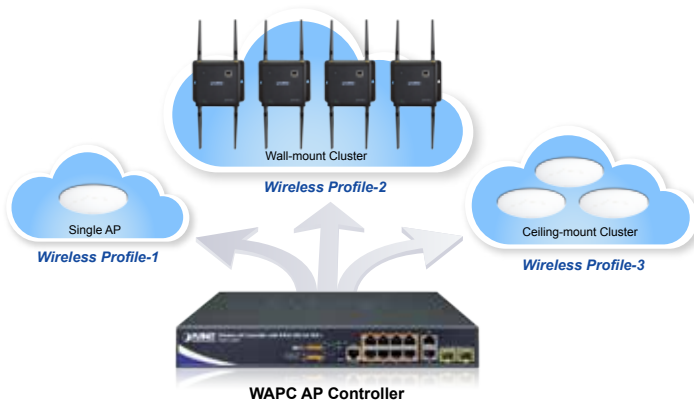 Wall-mount Cluster
Wireless Profile-2
Single AP
Wireless Profile-1
Ceiling-mount Cluster
Wireless Profile-3
PLANET
WAPC AP Controller